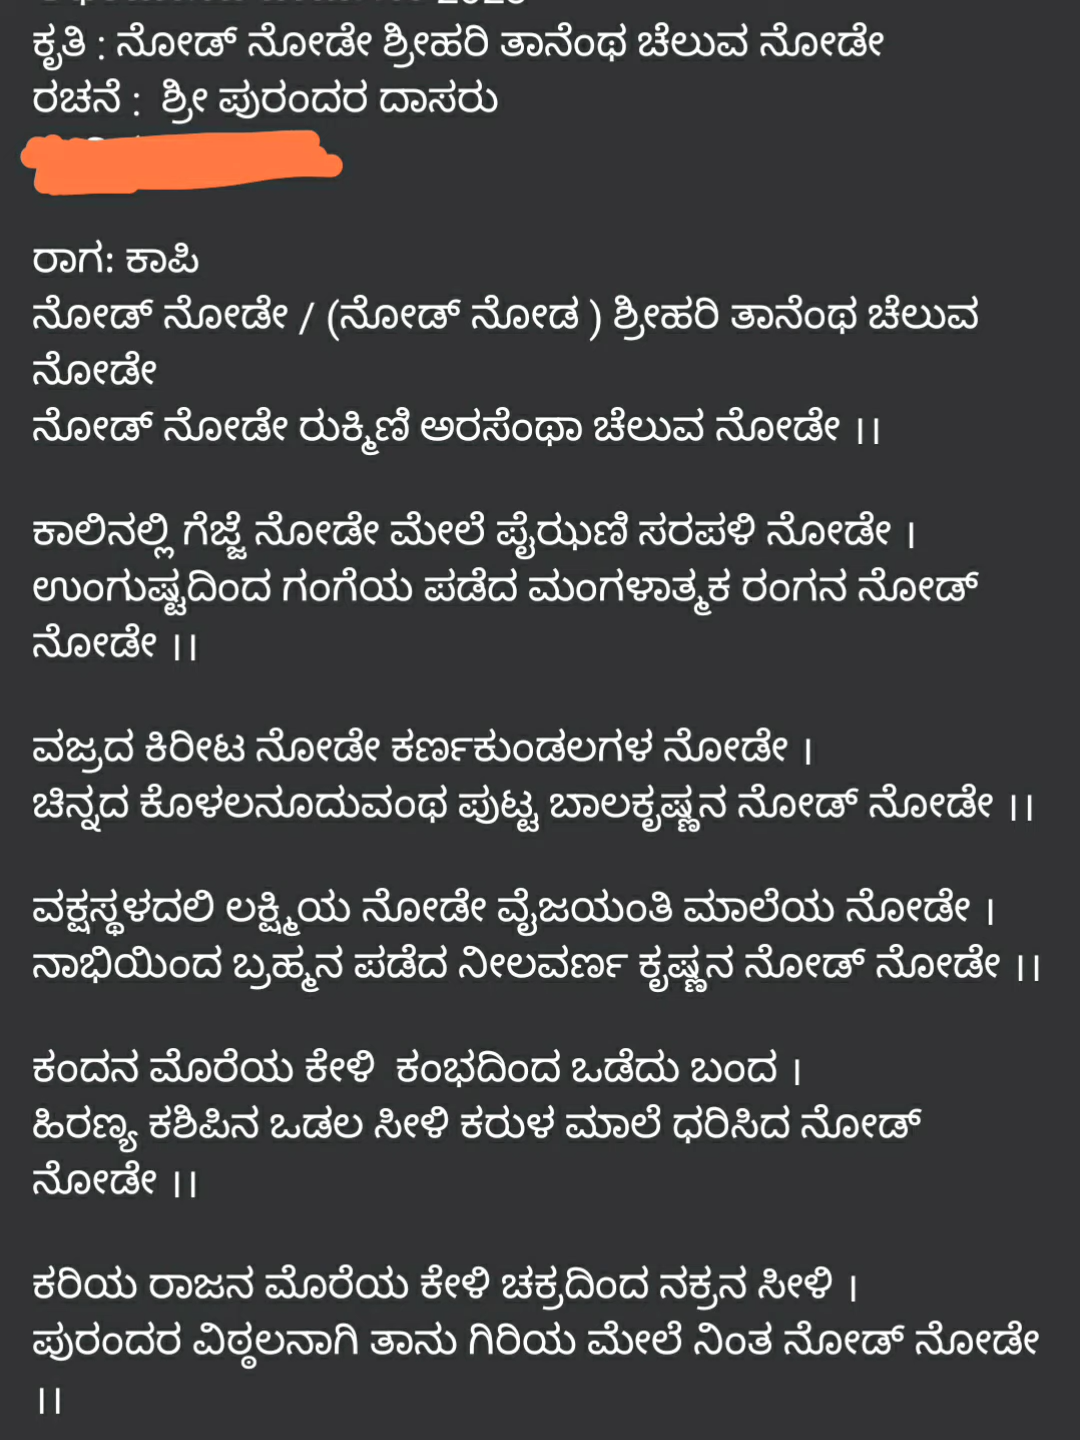 2023
ಕೃತಿ : ನೋಡ್ ನೋಡೇ ಶ್ರೀಹರಿ ತಾನೆಂಥ ಚೆಲುವ ನೋಡೇ
ರಚನೆ : ಶ್ರೀ ಪುರಂದರ ದಾಸರು
ರಾಗ: ಕಾಪಿ
ನೋಡ್ ನೋಡೇ / (ನೋಡ್ ನೋಡ ) ಶ್ರೀಹರಿ ತಾನೆಂಥ ಚೆಲುವ
ನೋಡೇ
ನೋಡ್ ನೋಡೇ ರುಕ್ಮಿಣಿ ಅರಸೆಂಥಾ ಚೆಲುವ ನೋಡೇ ||
ಕಾಲಿನಲ್ಲಿ ಗೆಜ್ಜೆ ನೋಡೇ ಮೇಲೆ ಪೈಝಣಿ ಸರಪಳಿ ನೋಡೇ |
ಉಂಗುಷ್ಟದಿಂದ ಗಂಗೆಯ ಪಡೆದ ಮಂಗಳಾತ್ಮಕ ರಂಗನ ನೋಡ್
ನೋಡೇ ||
ವಜ್ರದ ಕಿರೀಟ ನೋಡೇ ಕರ್ಣಕುಂಡಲಗಳ ನೋಡೇ |
ಚಿನ್ನದ ಕೊಳಲನೂದುವಂಥ ಪುಟ್ಟ ಬಾಲಕೃಷ್ಣನ ನೋಡ್ ನೋಡೇ ||
ವಕ್ಷಸ್ಥಳದಲಿ ಲಕ್ಷ್ಮಿಯ ನೋಡೇ ವೈಜಯಂತಿ ಮಾಲೆಯ ನೋಡೇ |
ನಾಭಿಯಿಂದ ಬ್ರಹ್ಮನ ಪಡೆದ ನೀಲವರ್ಣ ಕೃಷ್ಣನ ನೋಡ್ ನೋಡೇ ||
ಕಂದನ ಮೊರೆಯ ಕೇಳಿ ಕಂಭದಿಂದ ಒಡೆದು ಬಂದ |
ಹಿರಣ್ಯ ಕಶಿಪಿನ ಒಡಲ ಸೀಳಿ ಕರುಳ ಮಾಲೆ ಧರಿಸಿದ ನೋಡ್
ನೋಡೇ ||
ಕರಿಯ ರಾಜನ ಮೊರೆಯ ಕೇಳಿ ಚಕ್ರದಿಂದ ನಕ್ರನ ಸೀಳಿ |
ಪುರಂದರ ವಿಠ್ಠಲನಾಗಿ ತಾನು ಗಿರಿಯ ಮೇಲೆ ನಿಂತ ನೋಡ್ ನೋಡೇ
||